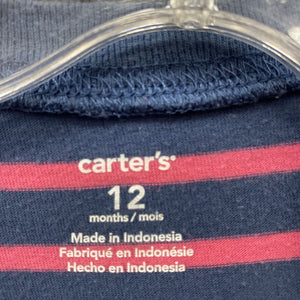 carter's
12
months / mois
Made in Indonesia
Fabriqué en Indonésie
Hecho en Indonesia